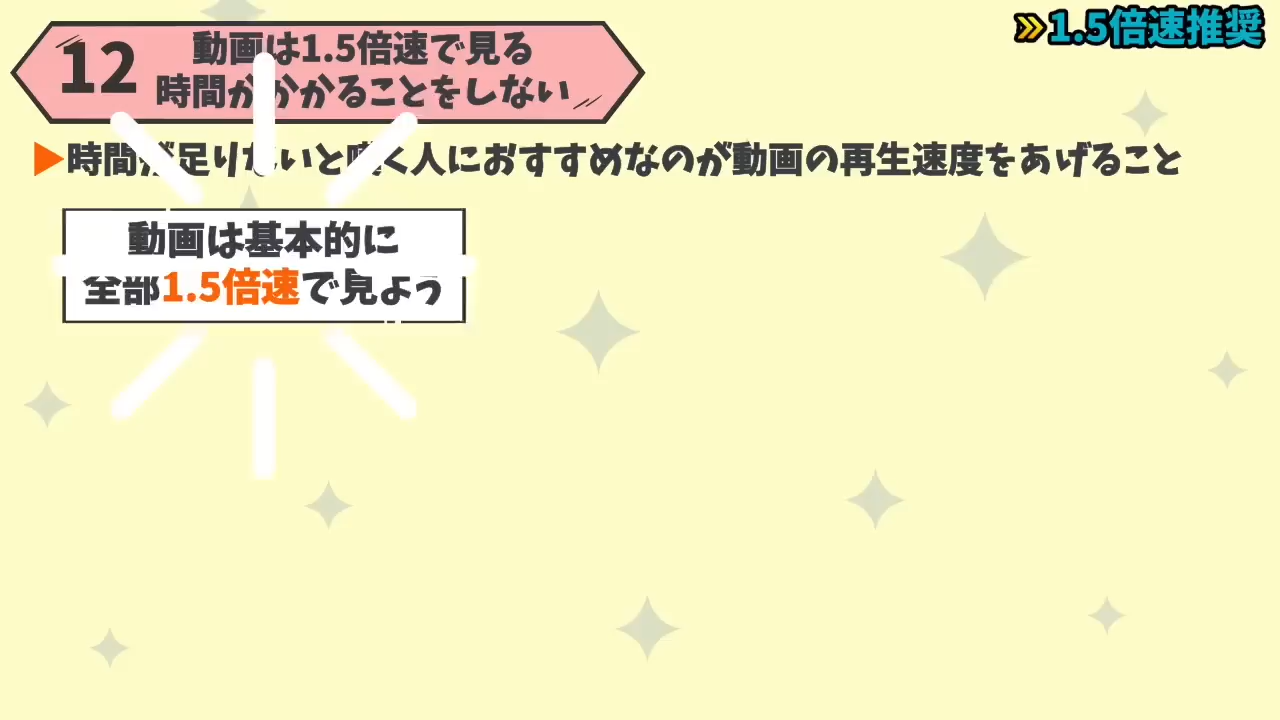 12
動画は1.5倍速で見る
時間がかかることをしない
1.5倍速推奨
時間が足りないと嘆く人におすすめなのが動画の再生速度をあげること
動画は基本的に
全部1.5倍速で見よう